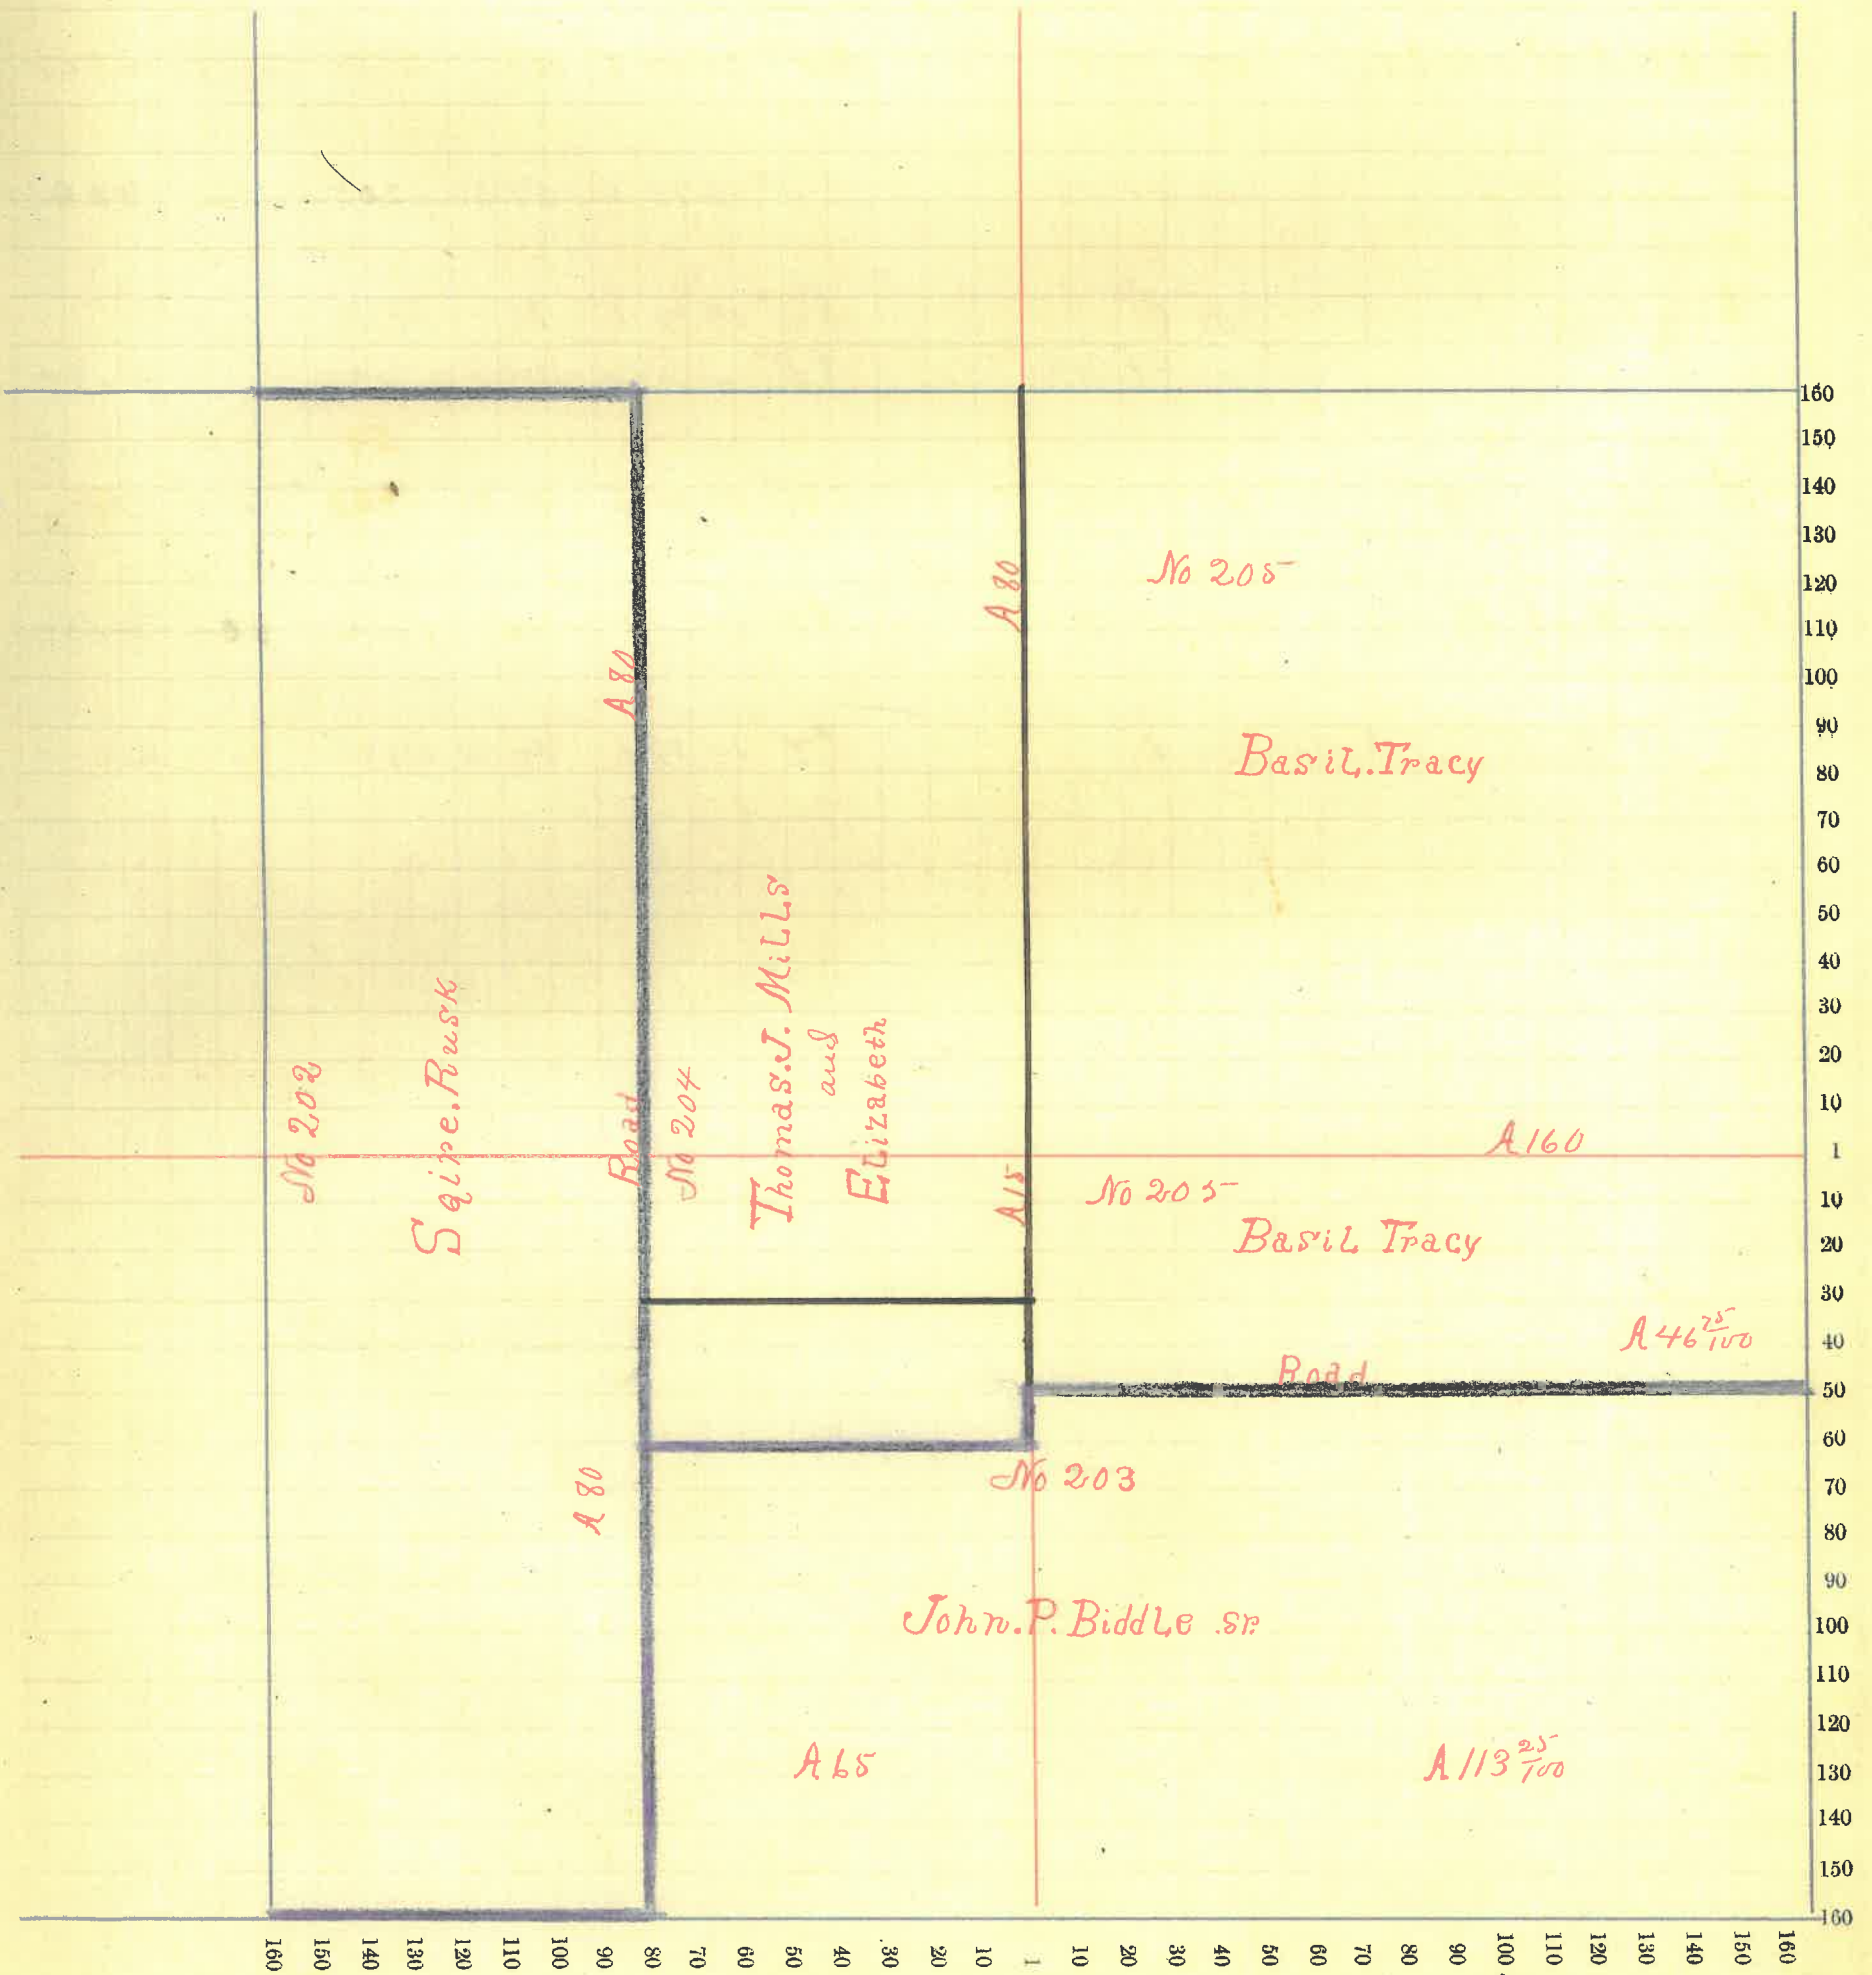 No 202
Sqire.Rusk
A 80
A 80
Road
No 204
Thomas.J. Mills
and
Elizabeth
A 80
A 15
No 205
Basil.Tracy
A 160
No 205
Basil Tracy
A 46 75/100
Road
No 203
John.P. Biddle .sr.
A 65
A 113 25/100
160
150
140
130
120
110
100
90
80
70
60
50
40
30
20
10
1
10
20
30
40
50
60
70
80
90
100
110
120
130
140
150
160
160 150 140 130 120 110 100 90 80 70 60 50 40 30 20 10 1 10 20 30 40 50 60 70 80 90 100 110 120 130 140 150 160